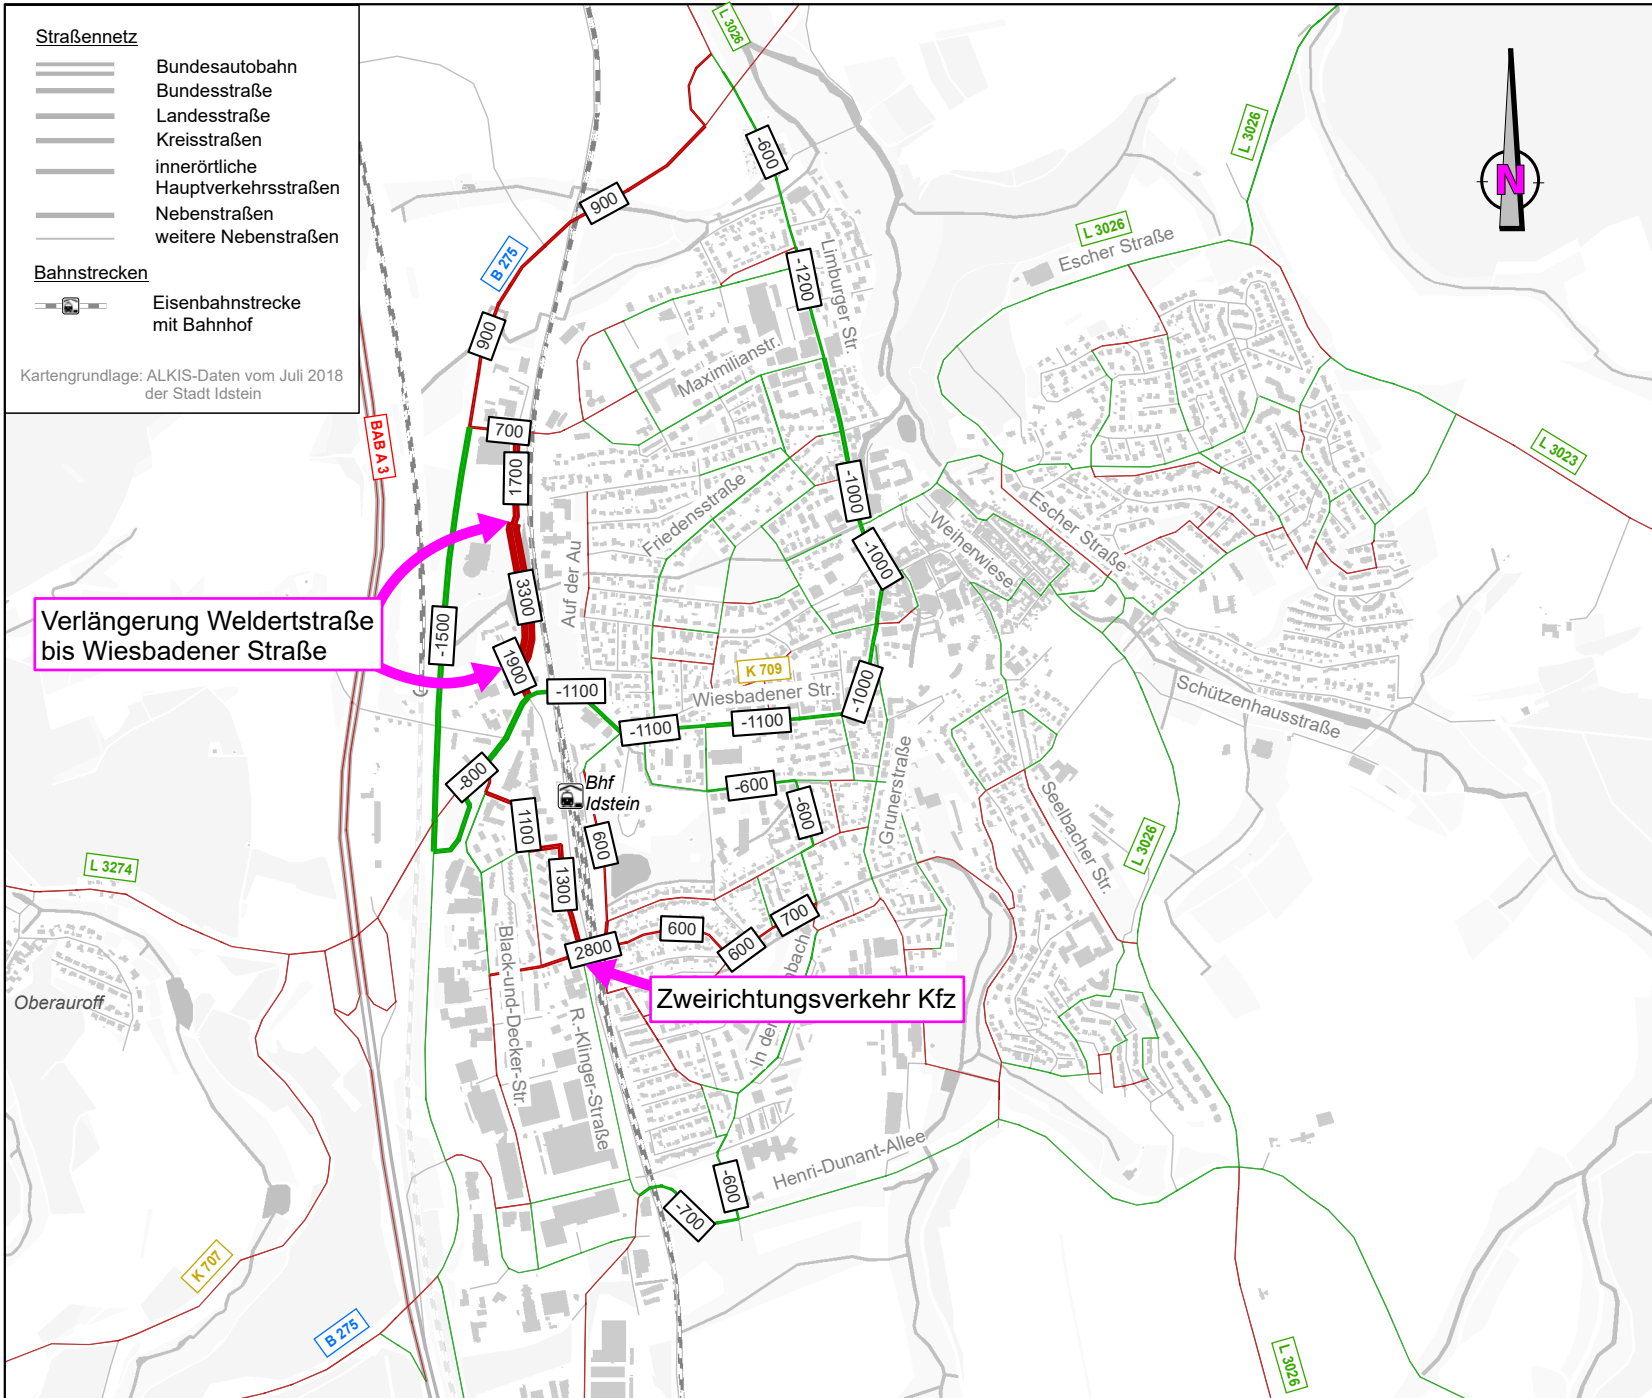 Straßennetz
Bundesautobahn
Bundesstraße
Landesstraße
Kreisstraßen
innerörtliche
Hauptverkehrsstraßen
Nebenstraßen
weitere Nebenstraßen
Bahnstrecken
Eisenbahnstrecke
mit Bahnhof
Kartengrundlage: ALKIS-Daten vom Juli 2018
der Stadt Idstein
L 3026
L 3026
N
-600
900
L 3026
Escher Straße
B 275
-1200
Limburger Str.
900
Maximilianstr.
BAB A 3
700
L 3023
1700
-1000
Friedensstraße
Escher Straße
Weiherwiese
Auf der Au
-1000
3300
Verlängerung Weldertstraße
bis Wiesbadener Straße
-1500
1900
K 709
-1100
Wiesbadener Str.
-1000
Schützenhausstraße
-1100
-1100
-800
Bhf
Idstein
-600
-600
Grunerstraße
Seelbacher Str.
1100
600
L 3026
L 3274
1300
700
600
600
2800
Black-und-Decker-Str.
Zweirichtungsverkehr Kfz
Oberauroff
In der
nbach
R.-Klinger-Straße
Henri-Dunant-Allee
-600
-700
K 707
B 275
L 3026